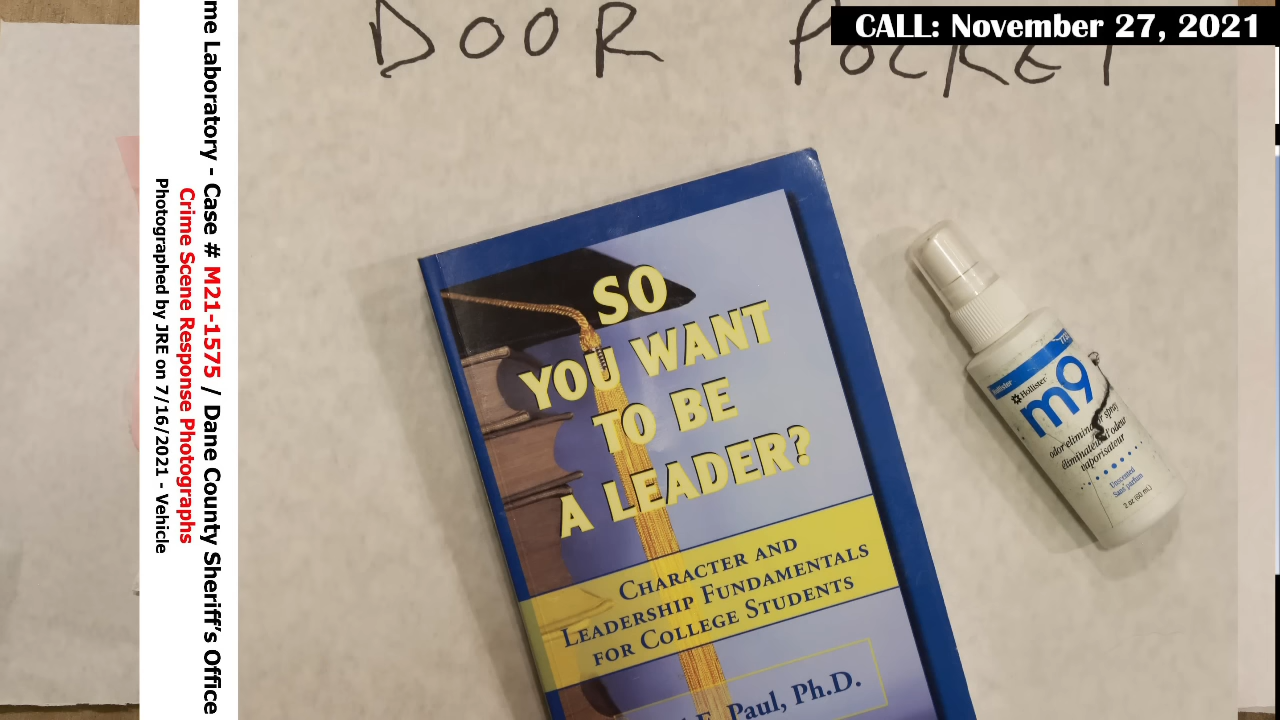 DOOR POCKET
CALL: November 27, 2021
me Laboratory - Case # M21-1575 / Dane County Sheriff's Office
Crime Scene Response Photographs
Photographed by JRE on 7/16/2021 - Vehicle
SO
YOU WANT
TO BE
A LEADER?
CHARACTER AND
LEADERSHIP FUNDAMENTALS
FOR COLLEGE STUDENTS
E. Paul, Ph.D.
Hollister
Hollister
m9
odor eliminator spray
éliminateur d'odeur
vaporisateur
Unscented
Sans parfum
2 oz (60 mL)